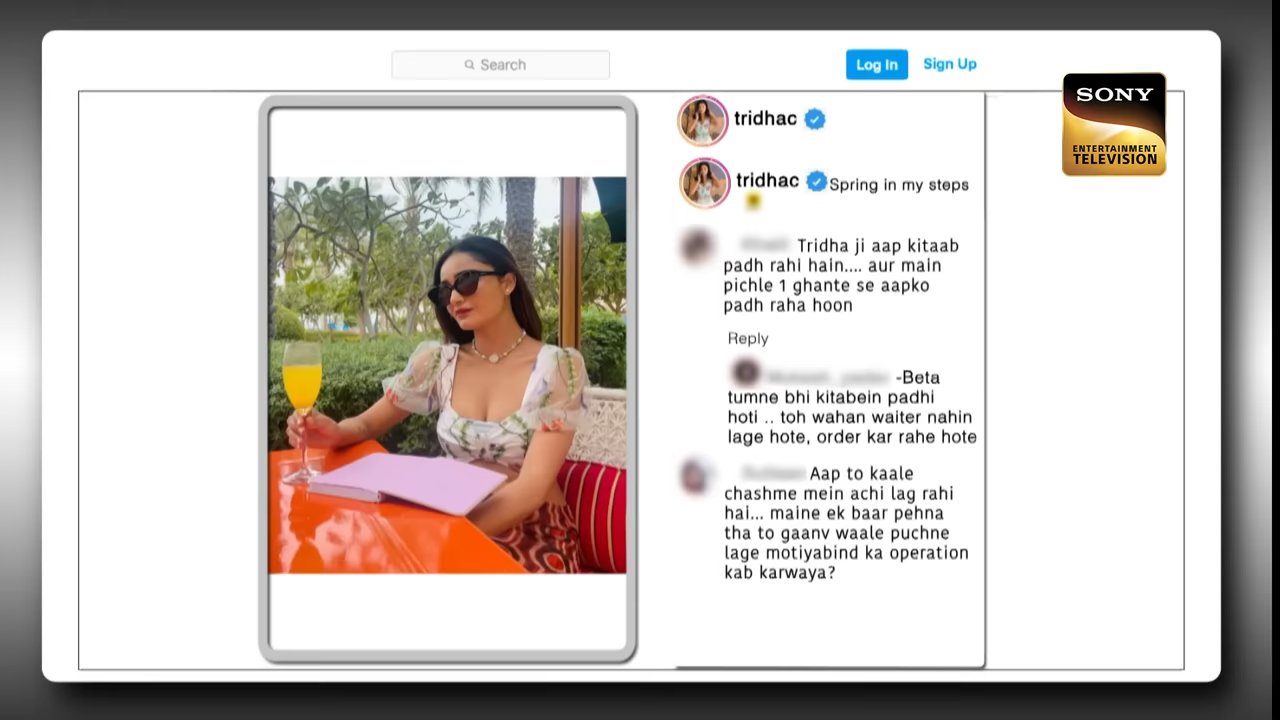 Search
Log In
Sign Up
SONY
ENTERTAINMENT
TELEVISION
tridhac
tridhac Spring in my steps
Tridha ji aap kitaab
padh rahi hain.... aur main
pichle 1 ghante se aapko
padh raha hoon
Reply
-Beta
tumne bhi kitabein padhi
hoti .. toh wahan waiter nahin
lage hote, order kar rahe hote
Aap to kaale
chashme mein achi lag rahi
hai... maine ek baar pehna
tha to gaanv waale puchne
lage motiyabind ka operation
kab karwaya?